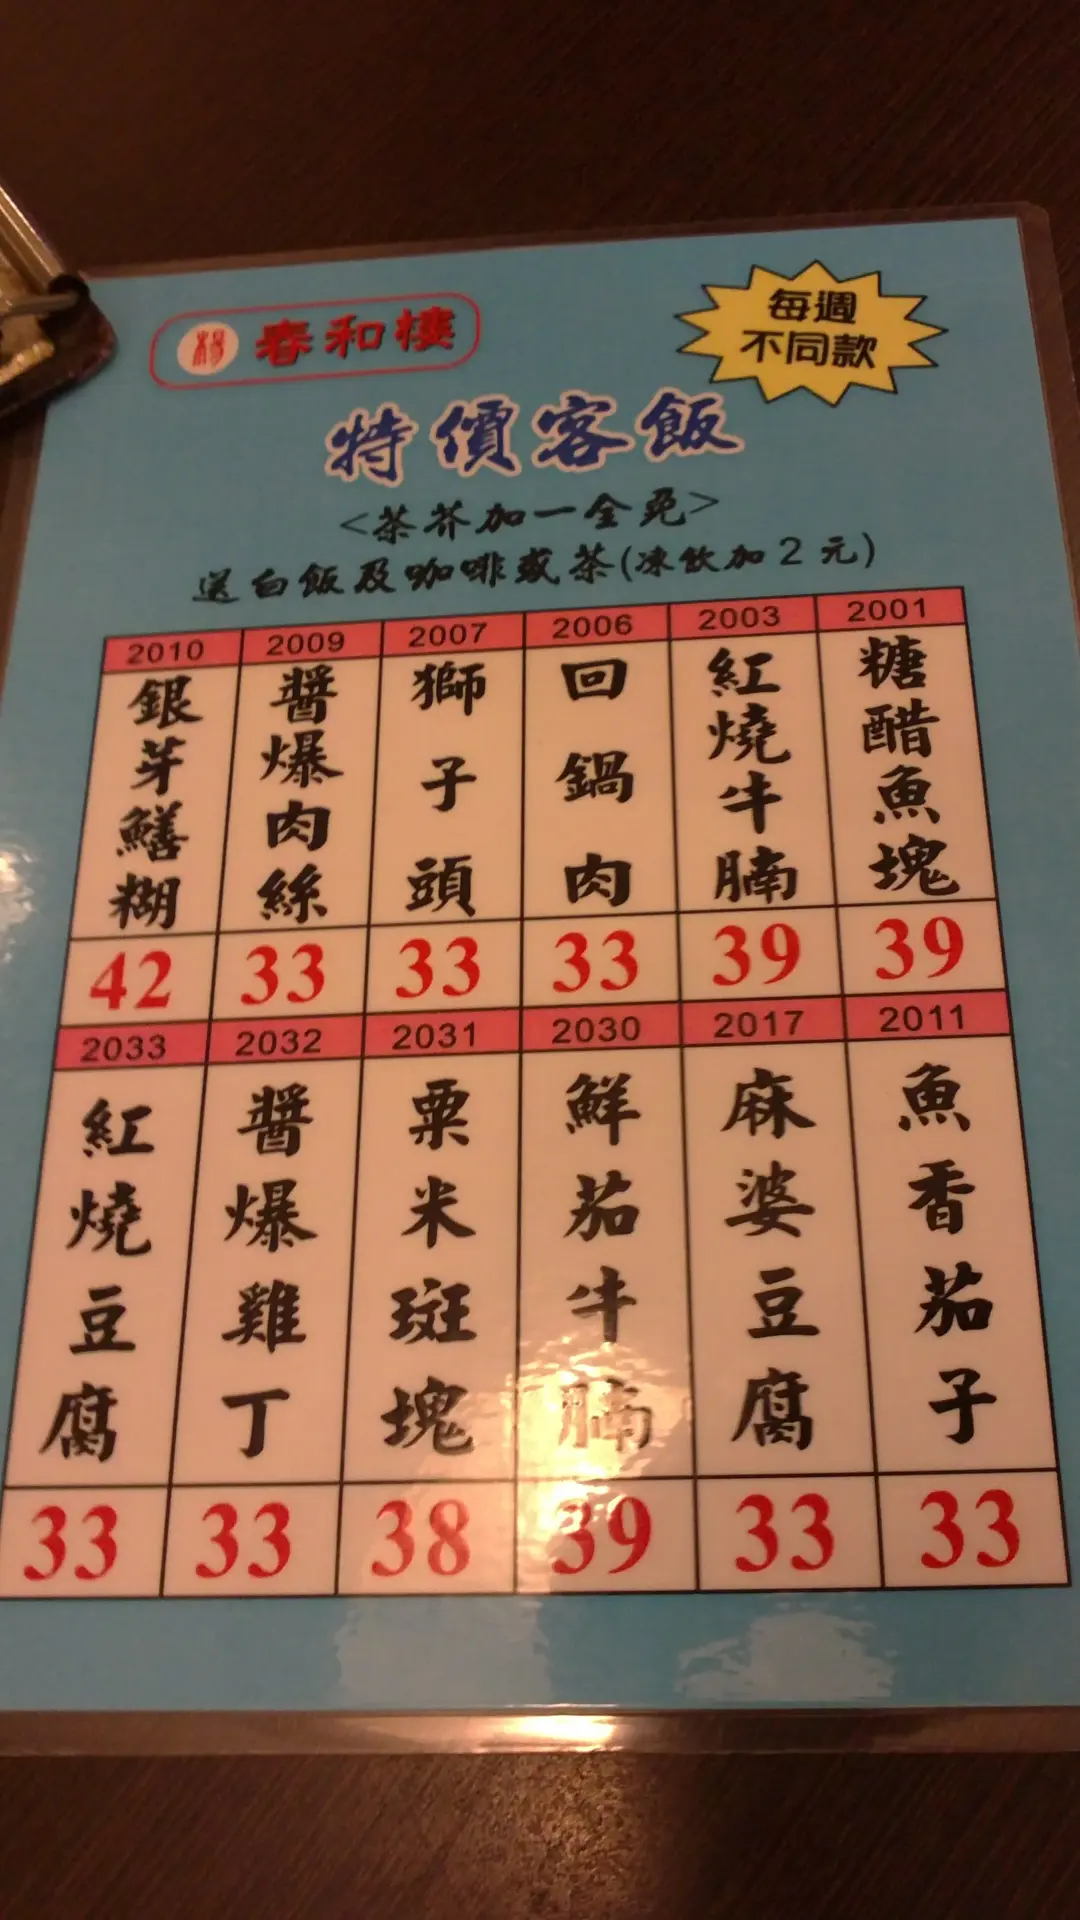 楊 春和樓
每週
不同款
特價客飯
<茶芥加一全免>
送白飯及咖啡或茶(凍飲加2元)
2010 2009 2007 2006 2003 2001
糖醋魚塊
紅燒牛腩
回鍋肉
獅子頭
醬爆肉絲
銀芽鱔糊
42 33 33 33 39 39
2033 2032 2031 2030 2017 2011
魚香茄子
麻婆豆腐
鮮茄牛腩
粟米斑塊
醬爆雞丁
紅燒豆腐
33 33 38 39 33 33